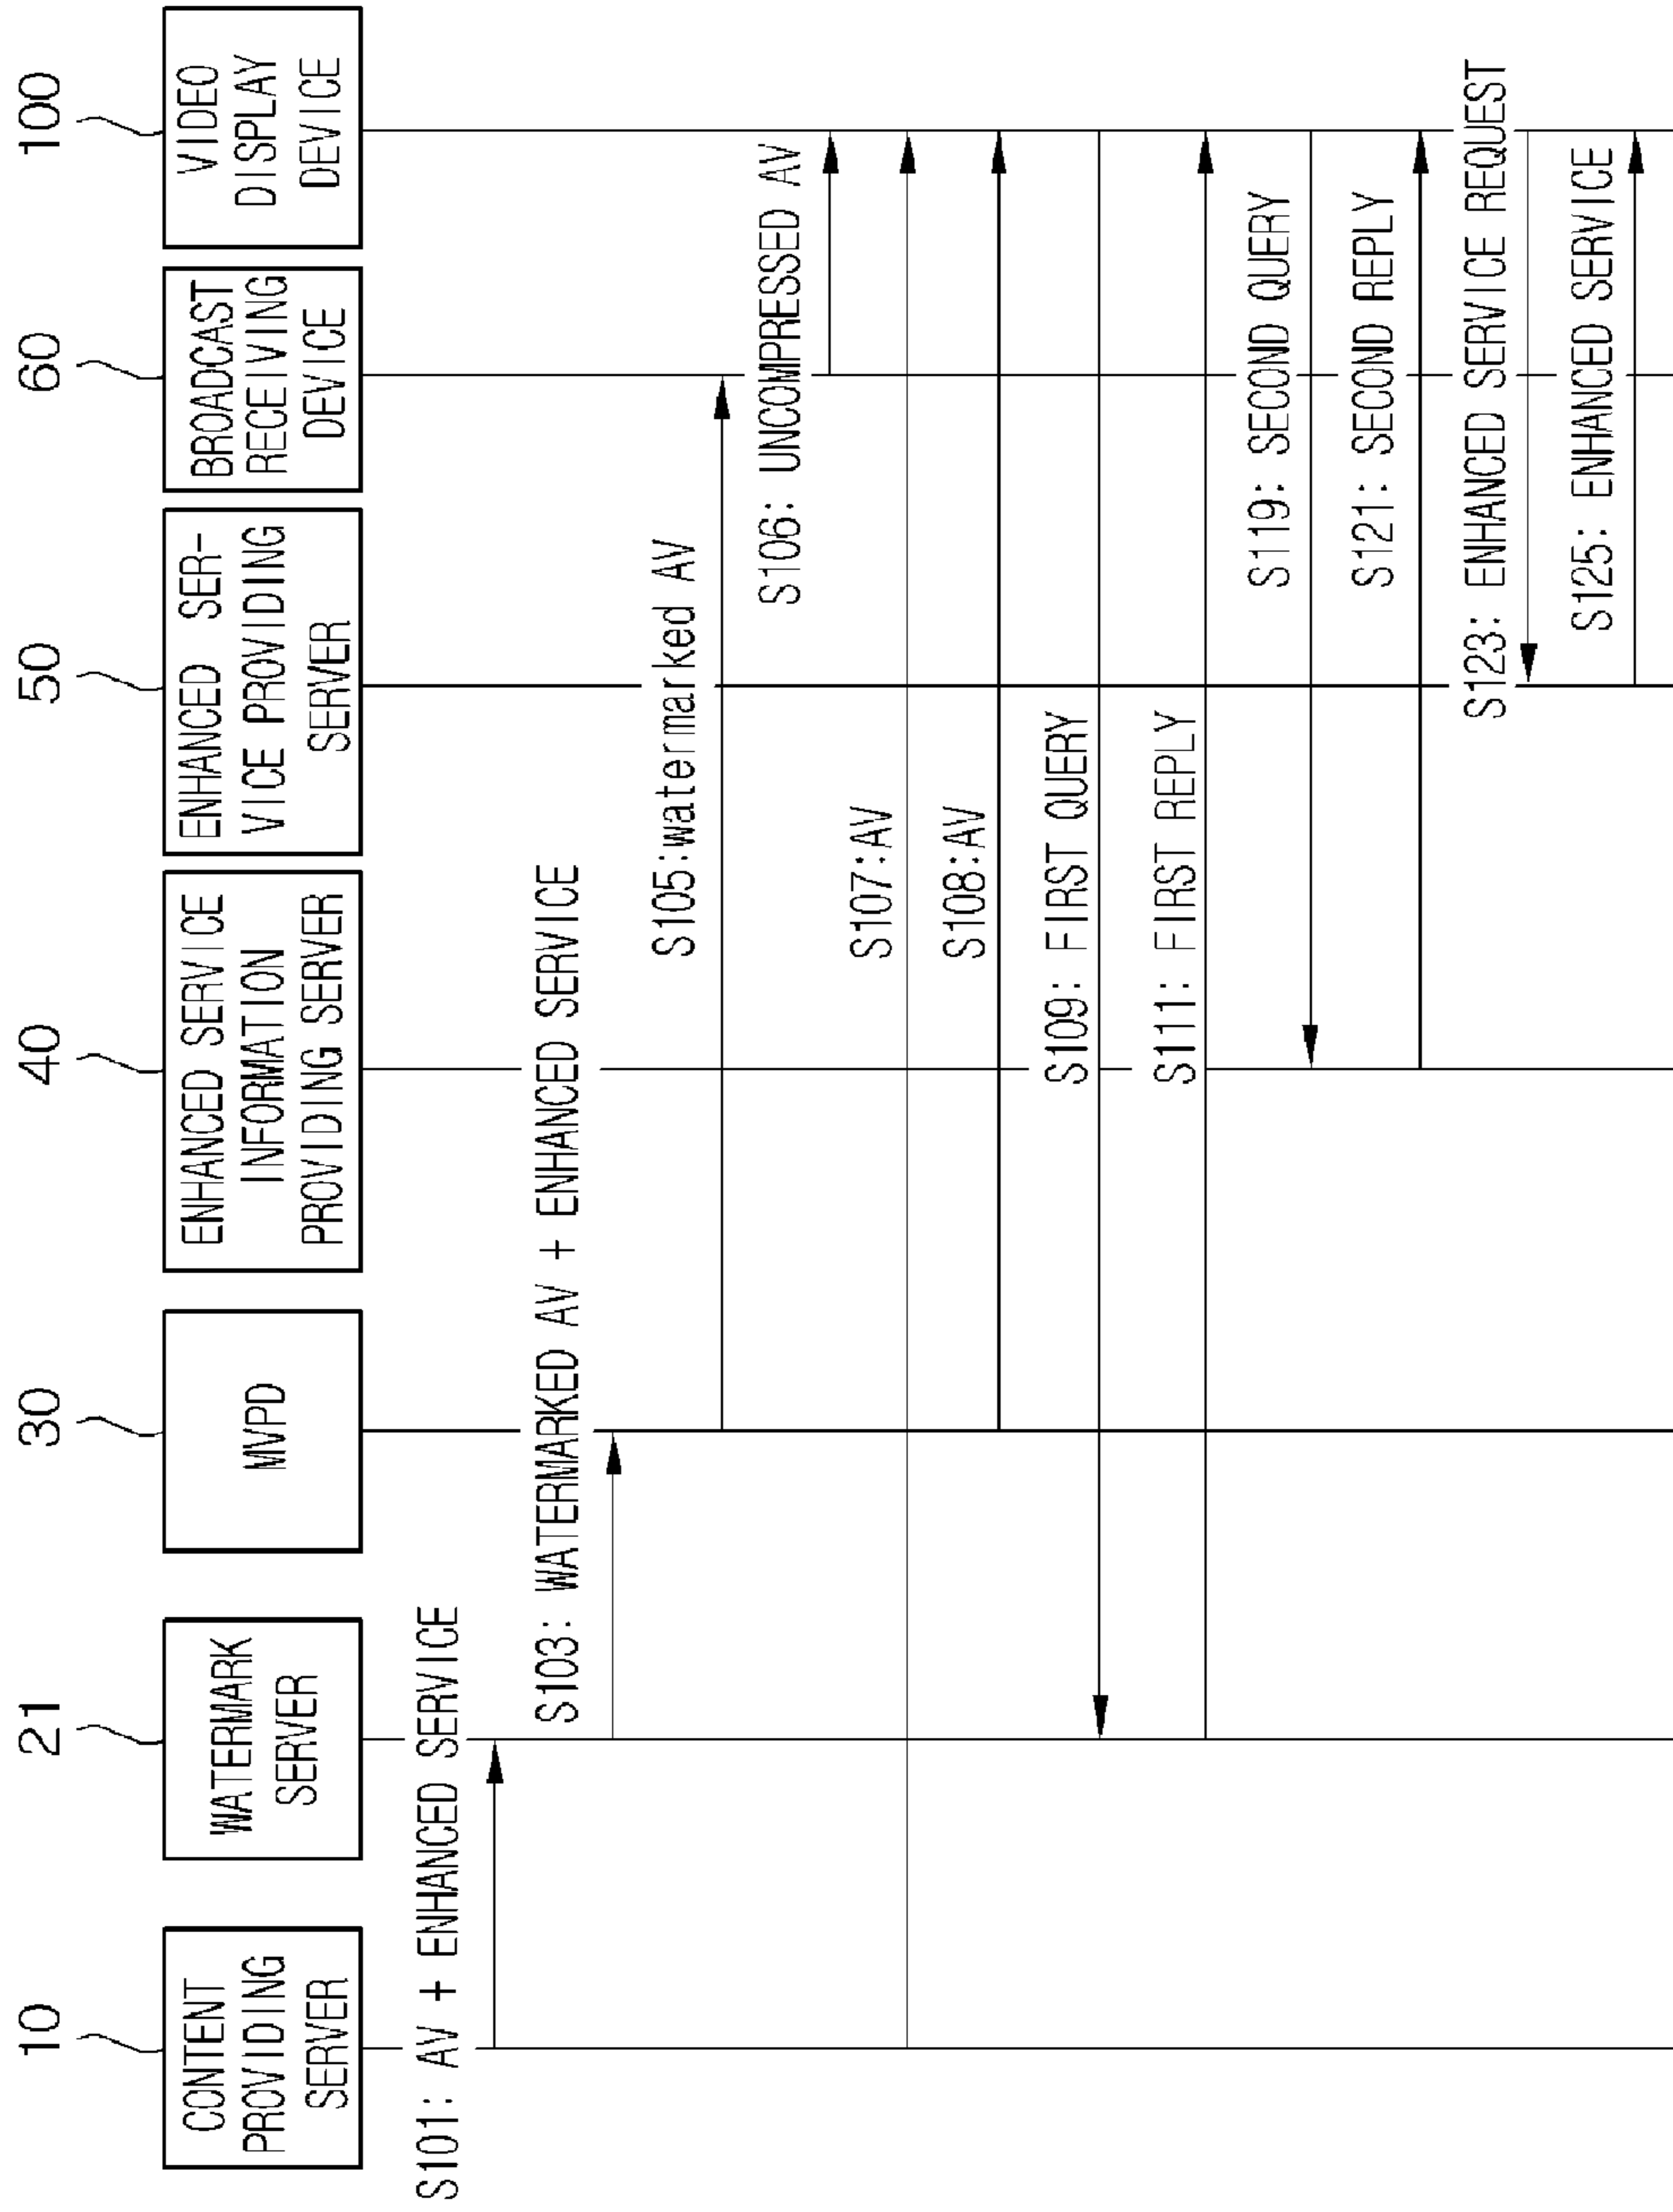 10
CONTENT
PROVIDING
SERVER
21
WATERMARK
SERVER
30
MVPD
40
ENHANCED SERVICE
INFORMATION
PROVIDING SERVER
50
ENHANCED SER-
VICE PROVIDING
SERVER
60
BROADCAST
RECEIVING
DEVICE
100
VIDEO
DISPLAY
DEVICE
S101: AV + ENHANCED SERVICE
S103: WATERMARKED AV + ENHANCED SERVICE
S105:watermarked AV
S106: UNCOMPRESSED AV
S107:AV
S108:AV
S109: FIRST QUERY
S111: FIRST REPLY
S119: SECOND QUERY
S121: SECOND REPLY
S123: ENHANCED SERVICE REQUEST
S125: ENHANCED SERVICE